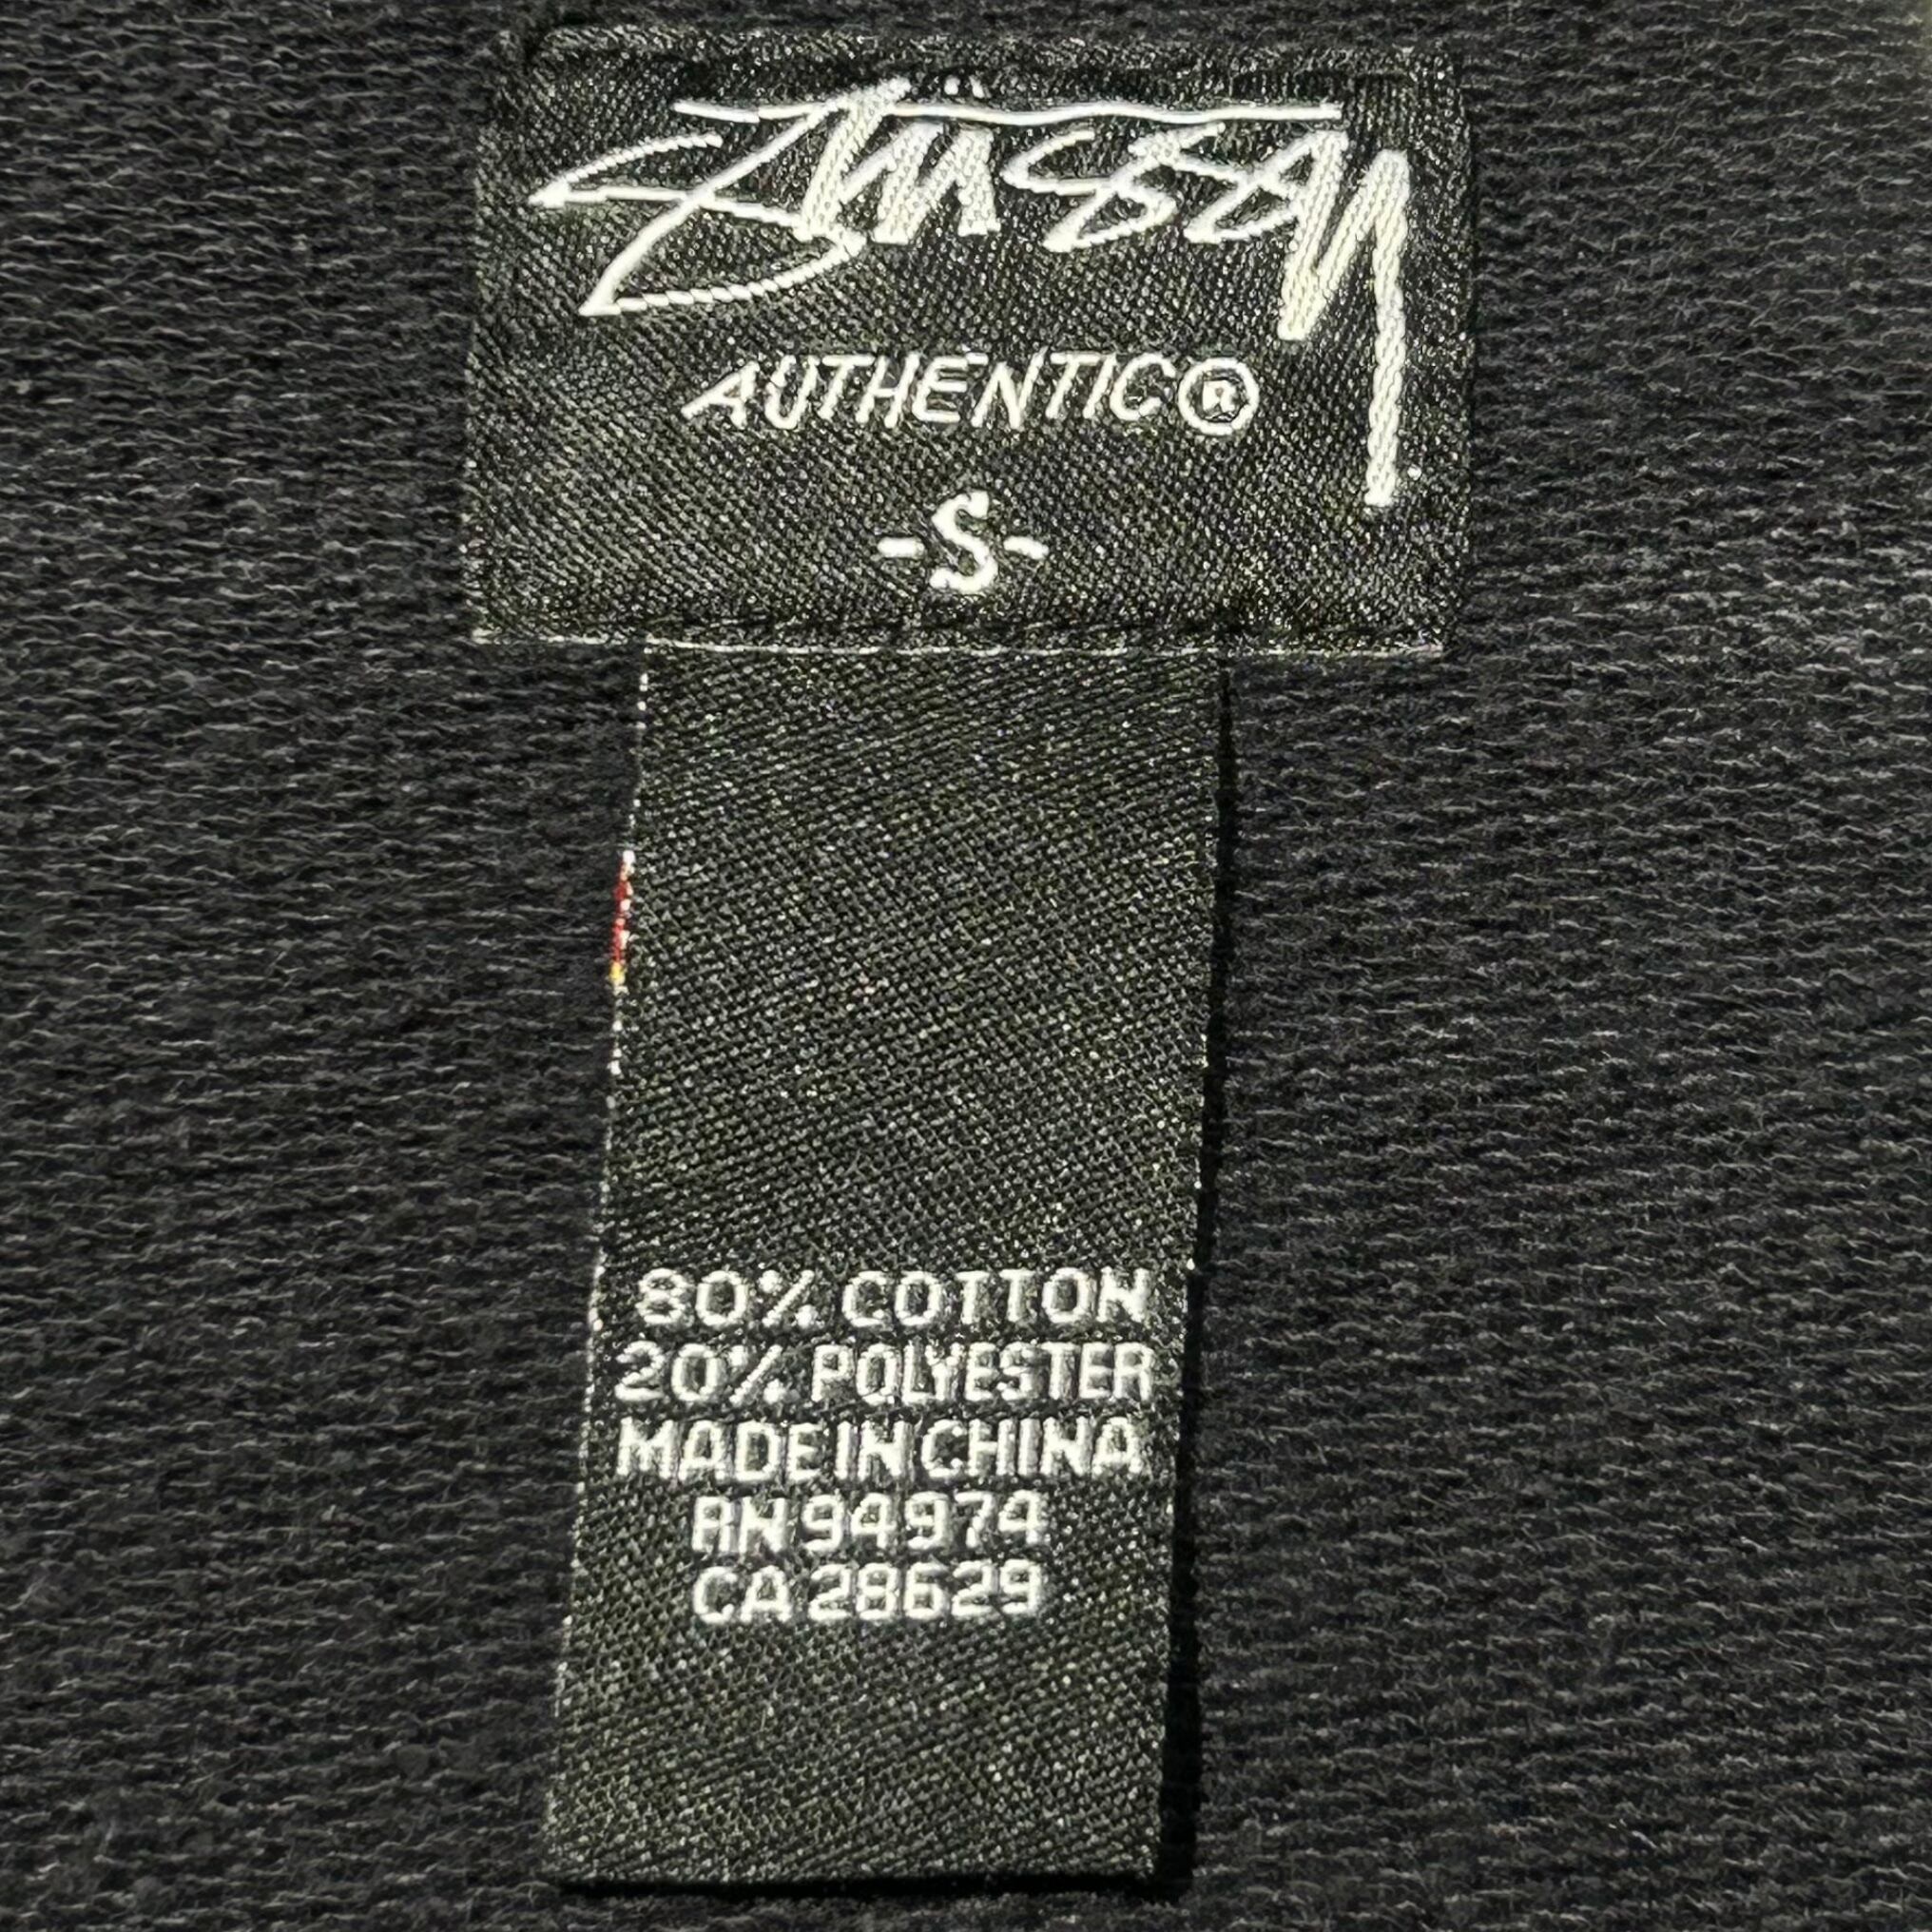 Stüssy
AUTHENTIC®
-S-
80% COTTON
20% POLYESTER
MADE IN CHINA
RN 94974
CA 28629